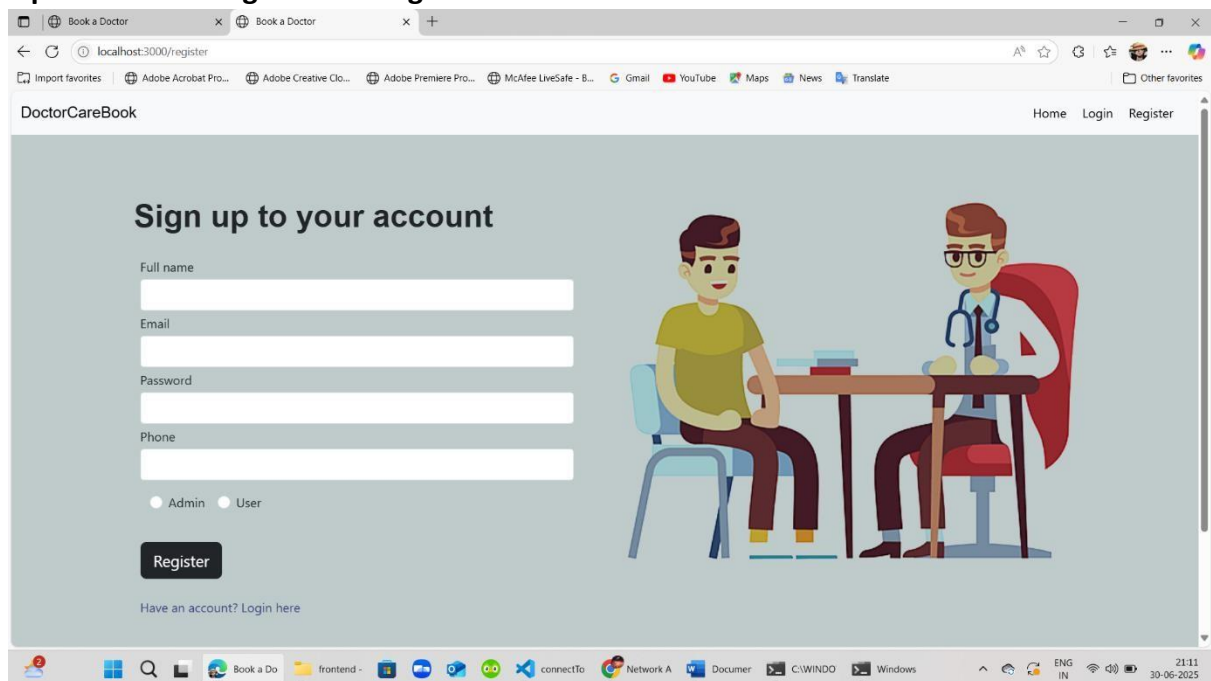 Book a Doctor
Book a Doctor
localhost:3000/register
Import favorites
Adobe Acrobat Pro...
Adobe Creative Clo...
Adobe Premiere Pro...
McAfee LiveSafe - B...
Gmail
YouTube
Maps
News
Translate
Other favorites
DoctorCareBook
Home Login Register
Sign up to your account
Full name
Email
Password
Phone
Admin User
Register
Have an account? Login here
2
Book a Do
frontend -
connectTo
Network A
Documer
C:\WINDO
Windows
ENG
IN
21:11
30-06-2025